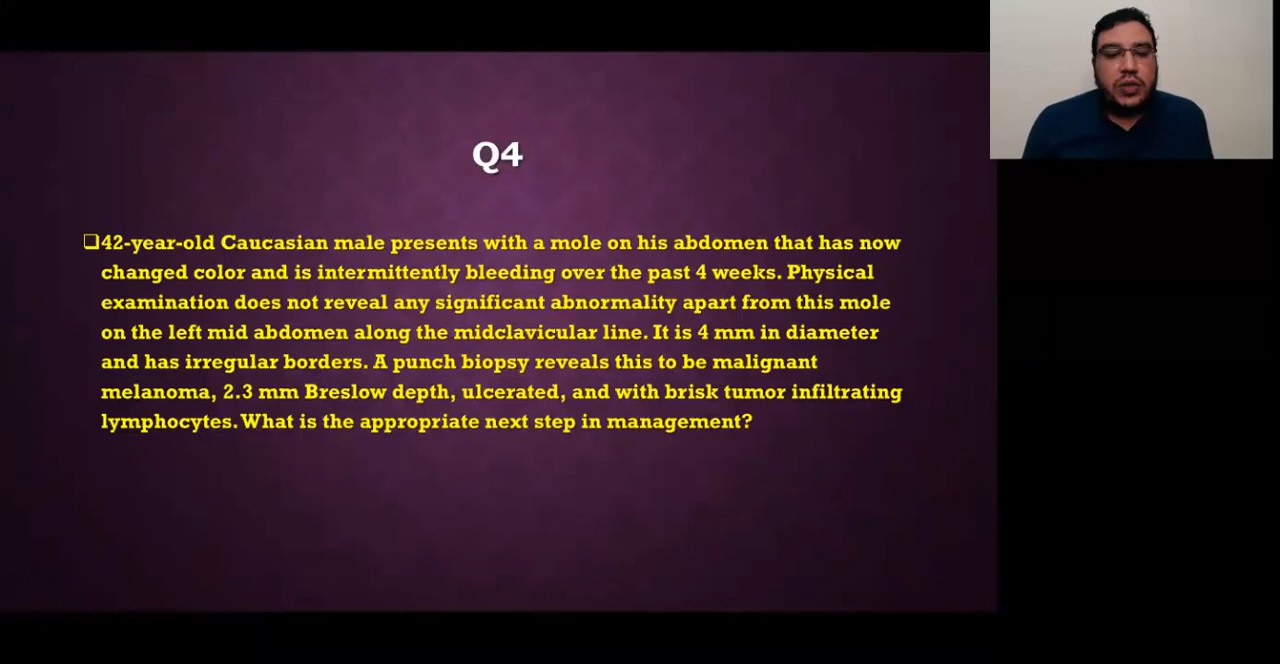 Q4
❑42-year-old Caucasian male presents with a mole on his abdomen that has now
changed color and is intermittently bleeding over the past 4 weeks. Physical
examination does not reveal any significant abnormality apart from this mole
on the left mid abdomen along the midclavicular line. It is 4 mm in diameter
and has irregular borders. A punch biopsy reveals this to be malignant
melanoma, 2.3 mm Breslow depth, ulcerated, and with brisk tumor infiltrating
lymphocytes. What is the appropriate next step in management?